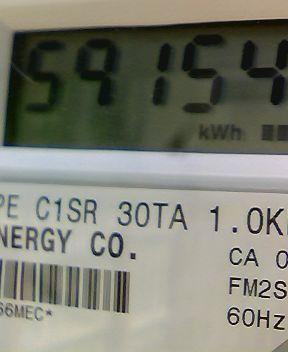 59154
kWh
PE C1SR 30TA 1.0K
NERGY CO.
CA 0
FM2S
66MEC*
60Hz